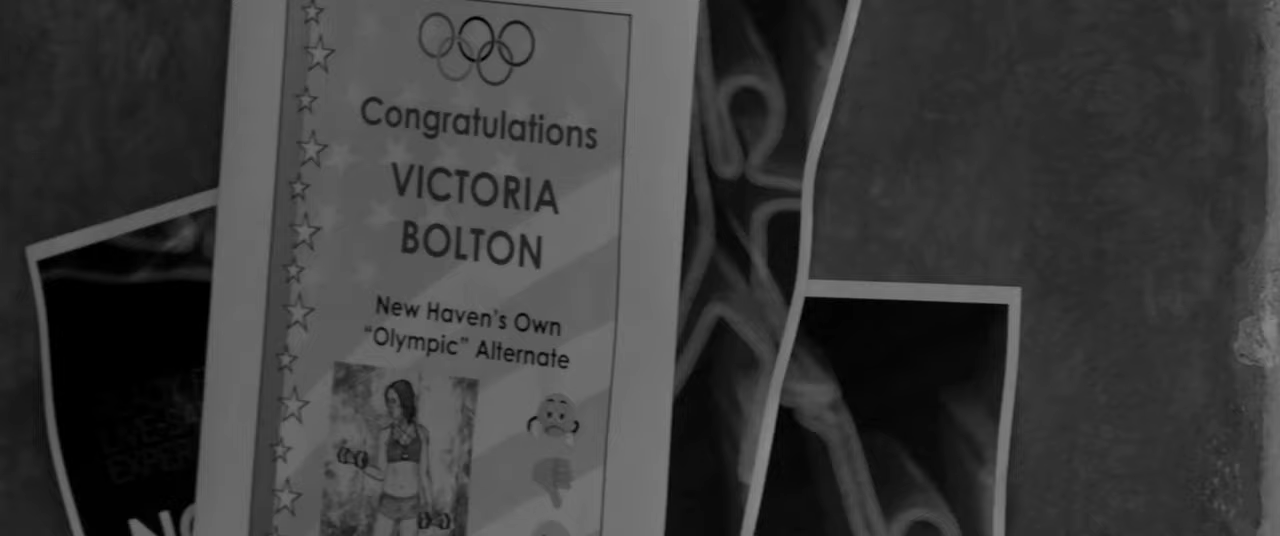 Congratulations
VICTORIA
BOLTON
New Haven's Own
“Olympic” Alternate